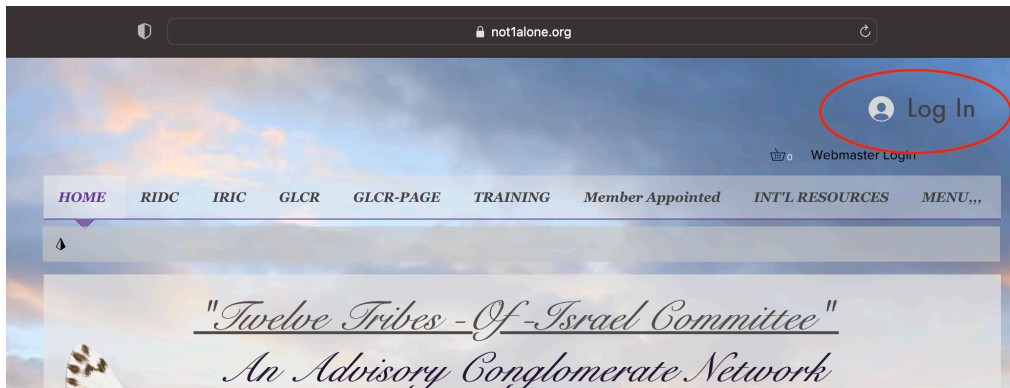 not1alone.org
Log In
0 Webmaster Login
HOME RIDC IRIC GLCR GLCR-PAGE TRAINING Member Appointed INT'L RESOURCES MENU,,,
"Twelve Tribes -Of -Israel Committee"
An Advisory Conglomerate Network